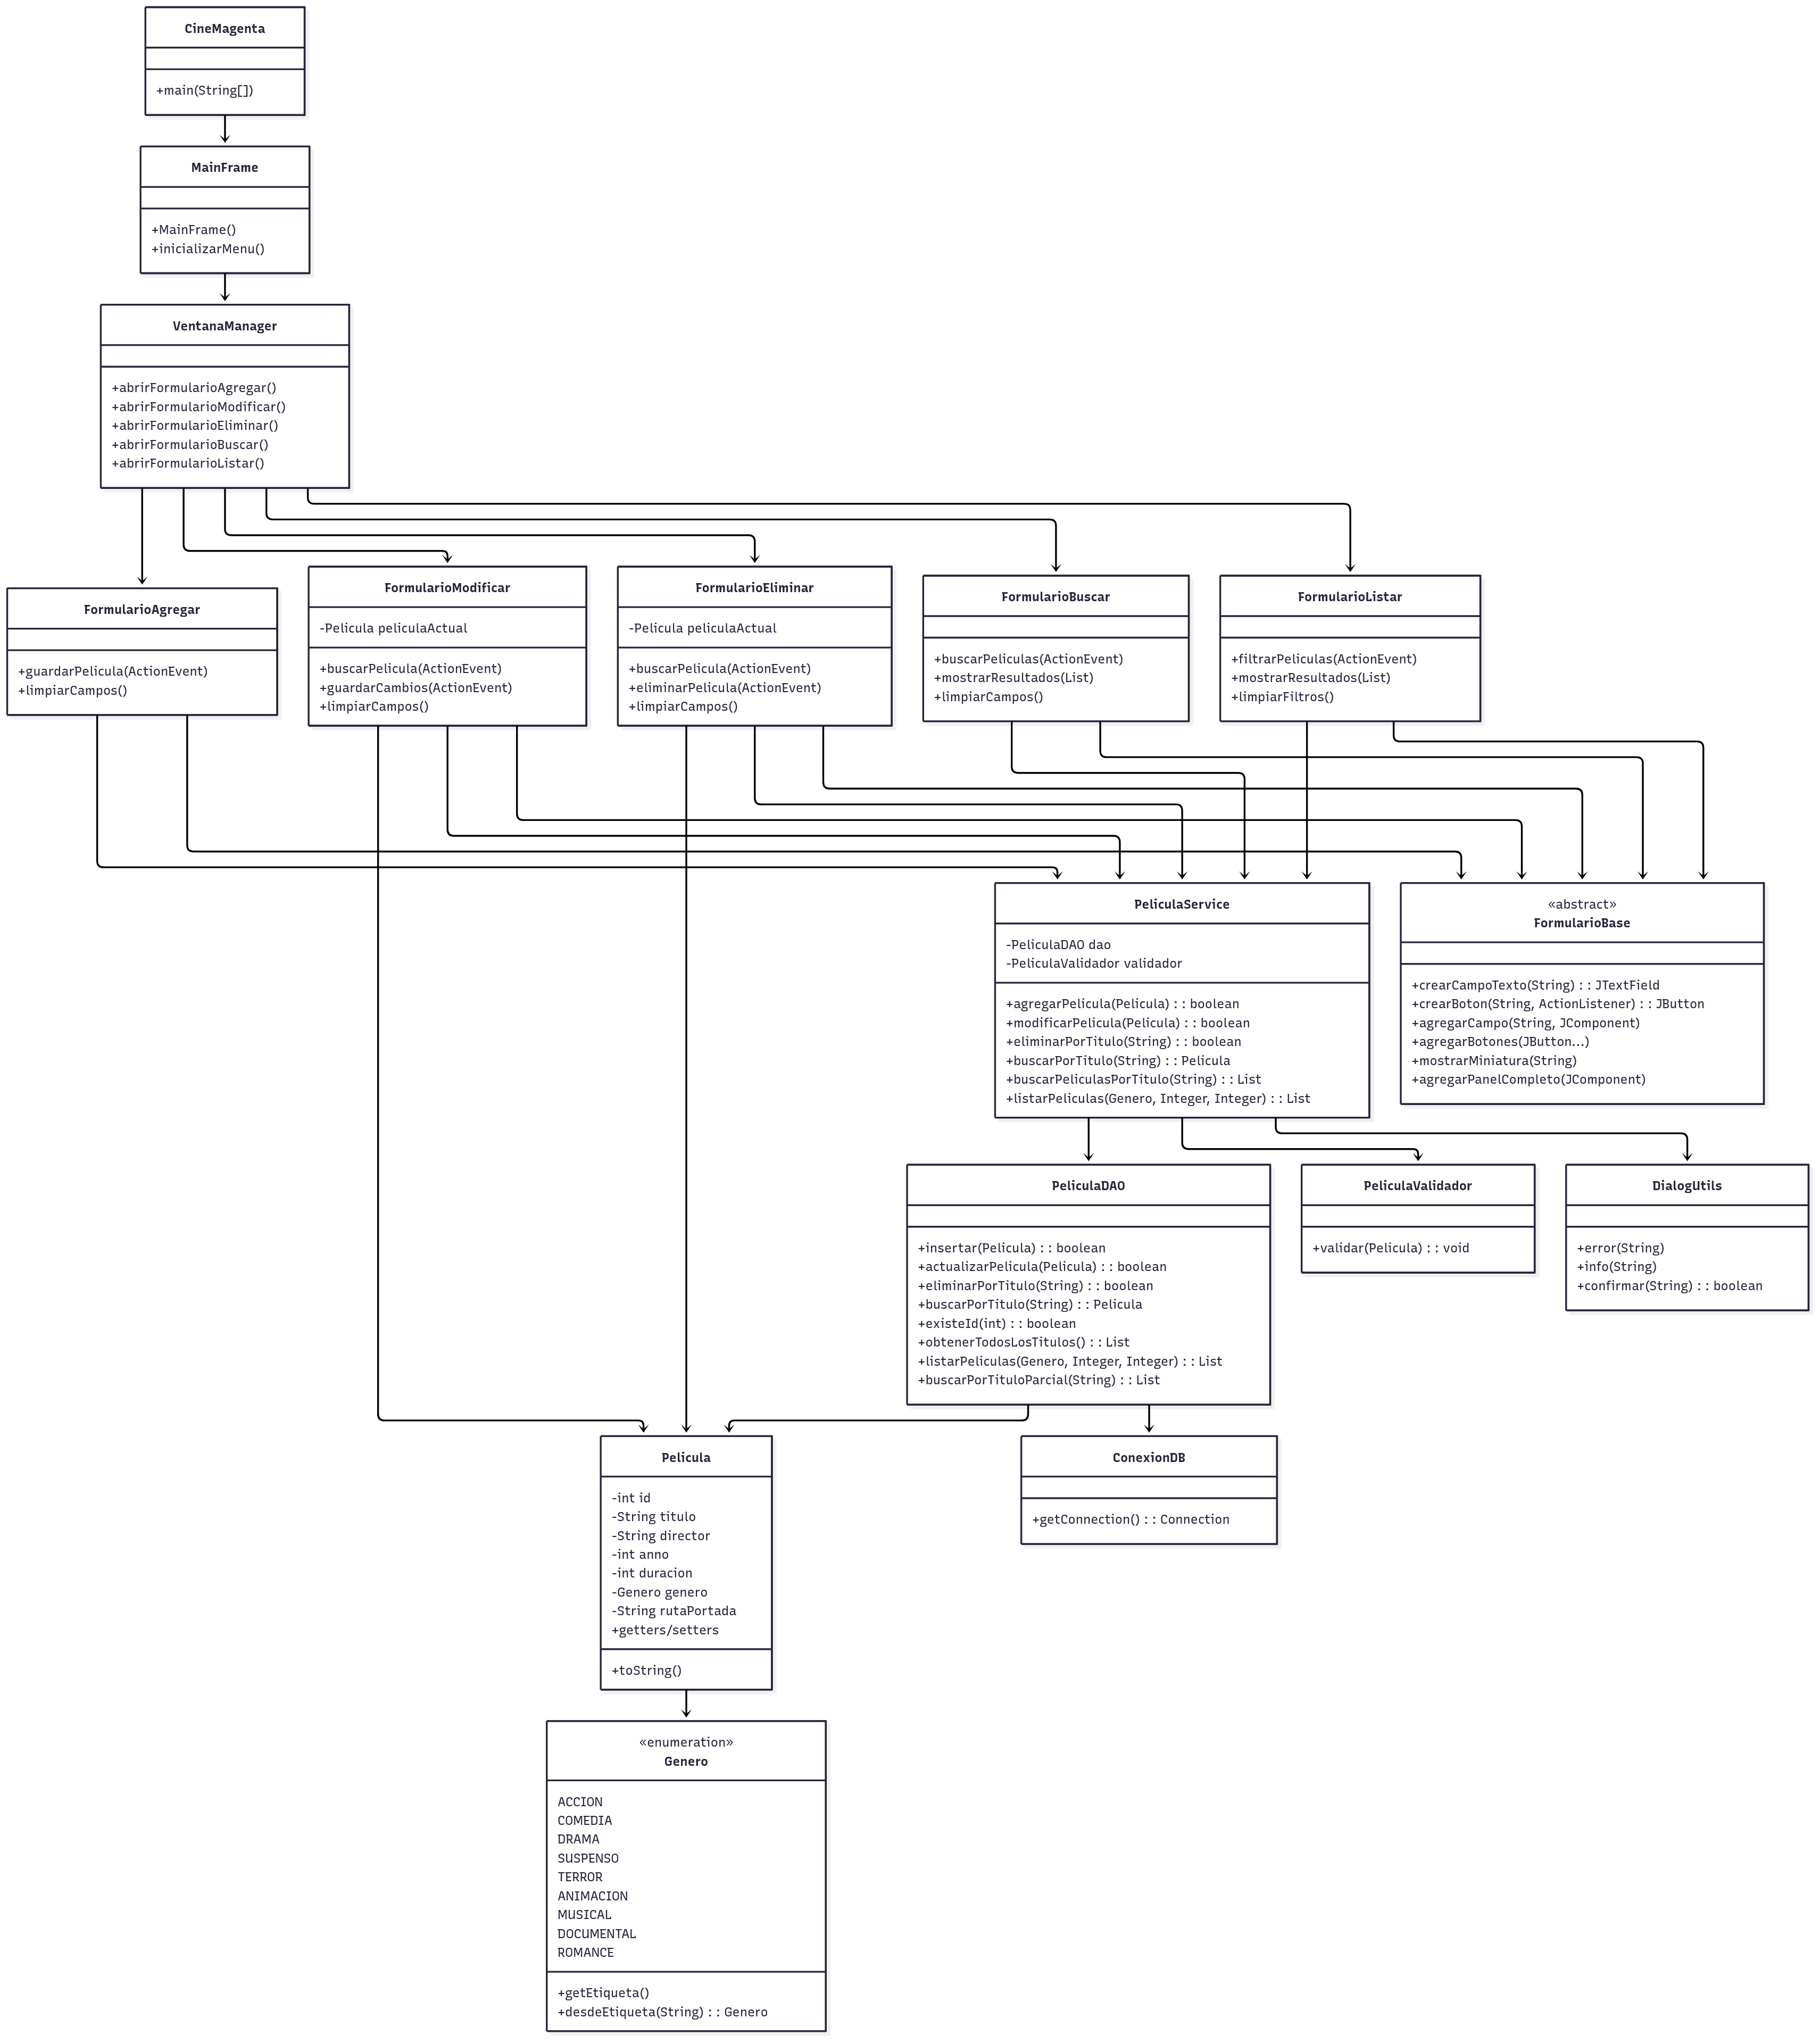 CineMagenta
+main(String[])
MainFrame
+MainFrame()
+inicializarMenu()
VentanaManager
+abrirFormularioAgregar()
+abrirFormularioModificar()
+abrirFormularioEliminar()
+abrirFormularioBuscar()
+abrirFormularioListar()
FormularioAgregar
+guardarPelicula(ActionEvent)
+limpiarCampos()
FormularioModificar
-Pelicula peliculaActual
+buscarPelicula(ActionEvent)
+guardarCambios(ActionEvent)
+limpiarCampos()
FormularioEliminar
-Pelicula peliculaActual
+buscarPelicula(ActionEvent)
+eliminarPelicula(ActionEvent)
+limpiarCampos()
FormularioBuscar
+buscarPeliculas(ActionEvent)
+mostrarResultados(List)
+limpiarCampos()
FormularioListar
+filtrarPeliculas(ActionEvent)
+mostrarResultados(List)
+limpiarFiltros()
PeliculaService
-PeliculaDAO dao
-PeliculaValidador validador
+agregarPelicula(Pelicula) : : boolean
+modificarPelicula(Pelicula) : : boolean
+eliminarPorTitulo(String) : : boolean
+buscarPorTitulo(String) : : Pelicula
+buscarPeliculasPorTitulo(String) : : List
+listarPeliculas(Genero, Integer, Integer) : : List
«abstract»
FormularioBase
+crearCampoTexto(String) : : JTextField
+crearBoton(String, ActionListener) : : JButton
+agregarCampo(String, JComponent)
+agregarBotones(JButton...)
+mostrarMiniatura(String)
+agregarPanelCompleto(JComponent)
PeliculaDAO
+insertar(Pelicula) : : boolean
+actualizarPelicula(Pelicula) : : boolean
+eliminarPorTitulo(String) : : boolean
+buscarPorTitulo(String) : : Pelicula
+existeId(int) : : boolean
+obtenerTodosLosTitulos() : : List
+listarPeliculas(Genero, Integer, Integer) : : List
+buscarPorTituloParcial(String) : : List
PeliculaValidador
+validar(Pelicula) : : void
DialogUtils
+error(String)
+info(String)
+confirmar(String) : : boolean
Pelicula
-int id
-String titulo
-String director
-int anno
-int duracion
-Genero genero
-String rutaPortada
+getters/setters
+toString()
ConexionDB
+getConnection() : : Connection
«enumeration»
Genero
ACCION
COMEDIA
DRAMA
SUSPENSO
TERROR
ANIMACION
MUSICAL
DOCUMENTAL
ROMANCE
+getEtiqueta()
+desdeEtiqueta(String) : : Genero